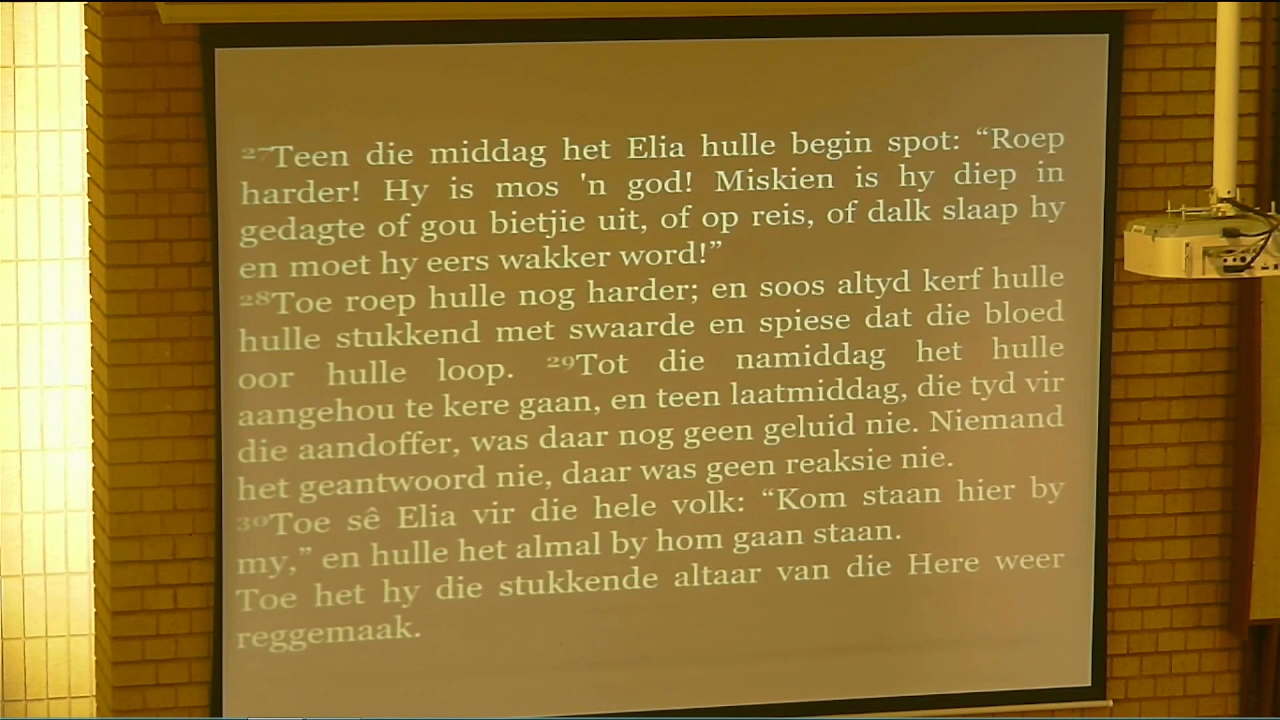 27Teen die middag het Elia hulle begin spot: “Roep
harder! Hy is mos 'n god! Miskien is hy diep in
gedagte of gou bietjie uit, of op reis, of dalk slaap hy
en moet hy eers wakker word!”
28Toe roep hulle nog harder; en soos altyd kerf hulle
hulle stukkend met swaarde en spiese dat die bloed
oor hulle loop. 29Tot die namiddag het hulle
aangehou te kere gaan, en teen laatmiddag, die tyd vir
die aandoffer, was daar nog geen geluid nie. Niemand
het geantwoord nie, daar was geen reaksie nie.
30Toe sê Elia vir die hele volk: “Kom staan hier by
my,” en hulle het almal by hom gaan staan.
Toe het hy die stukkende altaar van die Here weer
reggemaak.